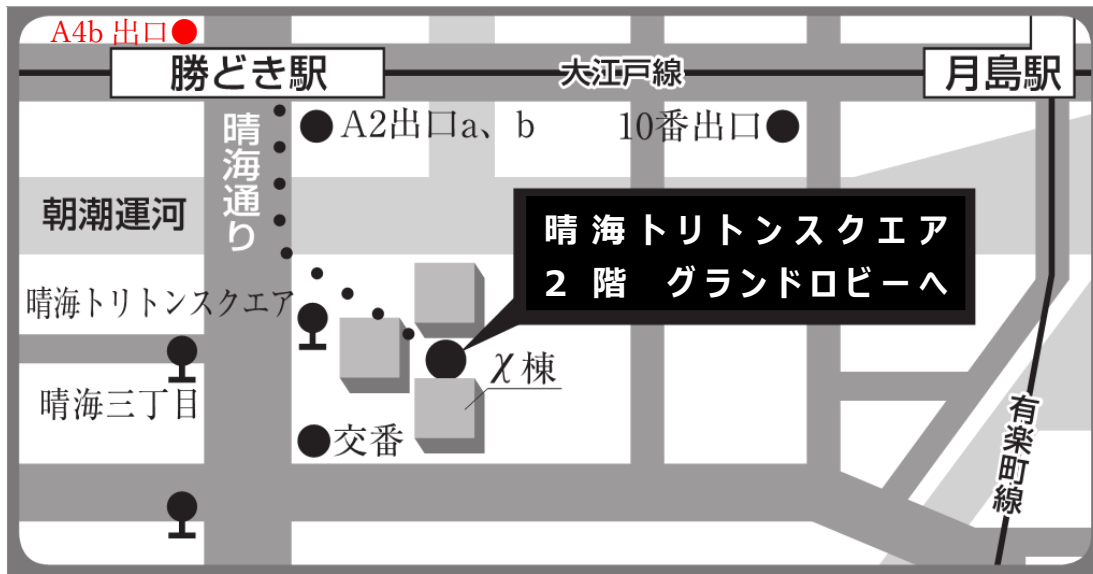 A4b 出口
勝どき駅
大江戸線
月島駅
A2出口a、b
10番出口
晴海通り
朝潮運河
晴海トリトンスクエア
2階 グランドロビーへ
晴海トリトンスクエア
χ棟
晴海三丁目
交番
有楽町線